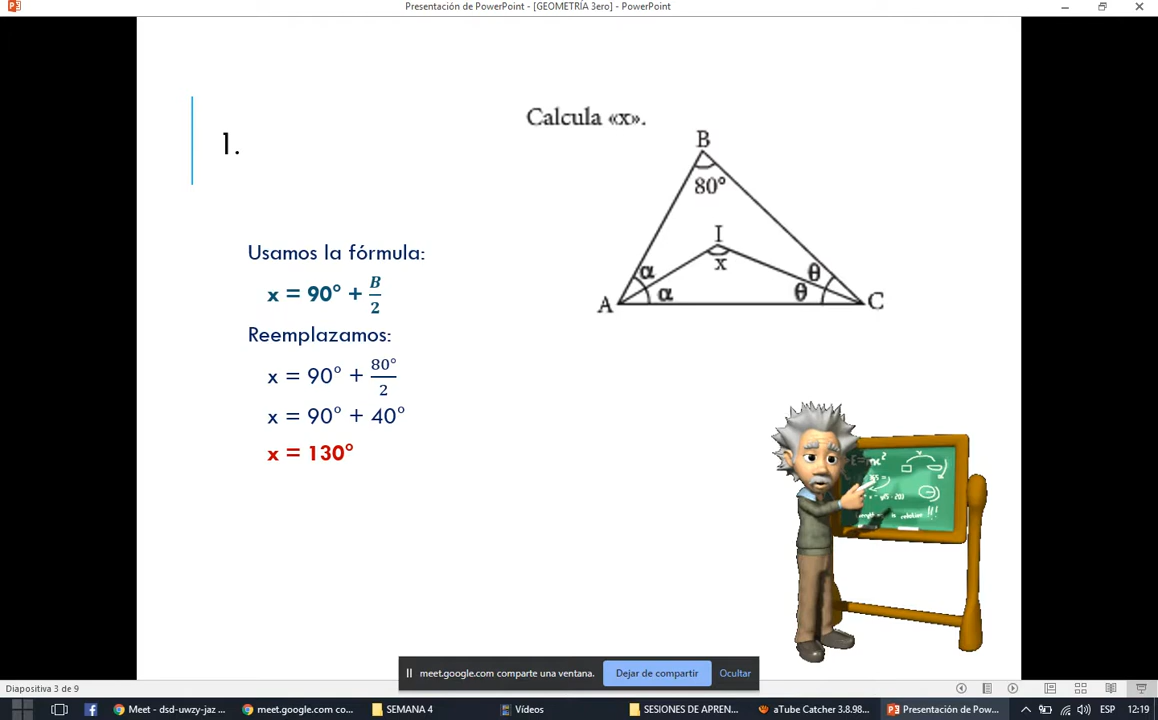 Presentación de PowerPoint - [GEOMETRÍA 3ero] - PowerPoint
1.
Calcula «x».
B
80°
I
x
α
α
θ
θ
A
C
Usamos la fórmula:
x = 90° + B/2
Reemplazamos:
x = 90° + 80°/2
x = 90° + 40°
x = 130°
meet.google.com comparte una ventana.
Dejar de compartir
Ocultar
Diapositiva 3 de 9
Meet - dsd-uwzy-jaz ...
meet.google.com co...
SEMANA 4
Vídeos
SESIONES DE APREN...
aTube Catcher 3.8.98...
Presentación de Pow...
ESP
12:19